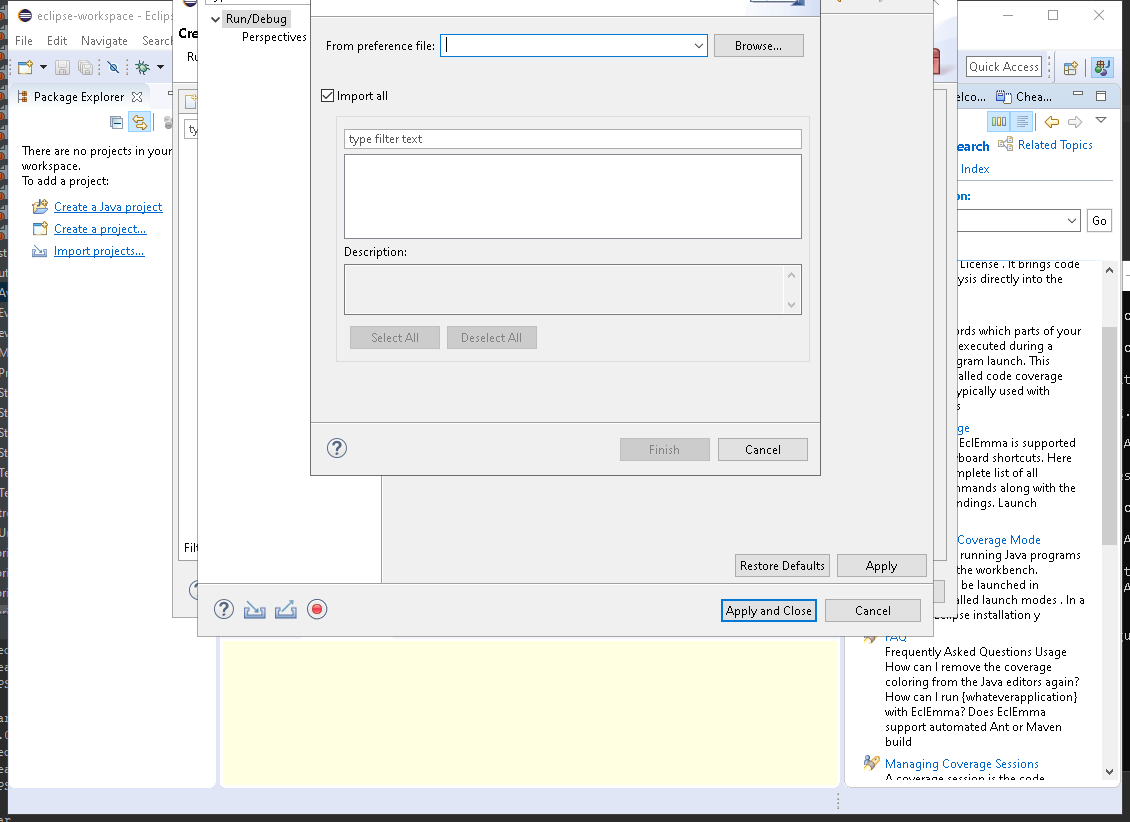 eclipse-workspace - Eclips
File Edit Navigate Search
Quick Access
Package Explorer
There are no projects in your
workspace.
To add a project:
Create a Java project
Create a project...
Import projects...
Cre
Ru
ty
Filt
Run/Debug
Perspectives
From preference file:
Browse...
Import all
type filter text
Description:
Select All
Deselect All
Finish
Cancel
Restore Defaults
Apply
Apply and Close
Cancel
elco...
Chea...
earch
Related Topics
Index
on:
Go
License . It brings code
ysis directly into the
rds which parts of your
executed during a
gram launch. This
alled code coverage
ypically used with
s
ge
EclEmma is supported
board shortcuts. Here
mplete list of all
mmands along with the
ndings. Launch
Coverage Mode
running Java programs
the workbench.
be launched in
alled launch modes . In a
clipse installation y
FAQ
Frequently Asked Questions Usage
How can I remove the coverage
coloring from the Java editors again?
How can I run {whateverapplication}
with EclEmma? Does EclEmma
support automated Ant or Maven
build
Managing Coverage Sessions
A coverage session is the code